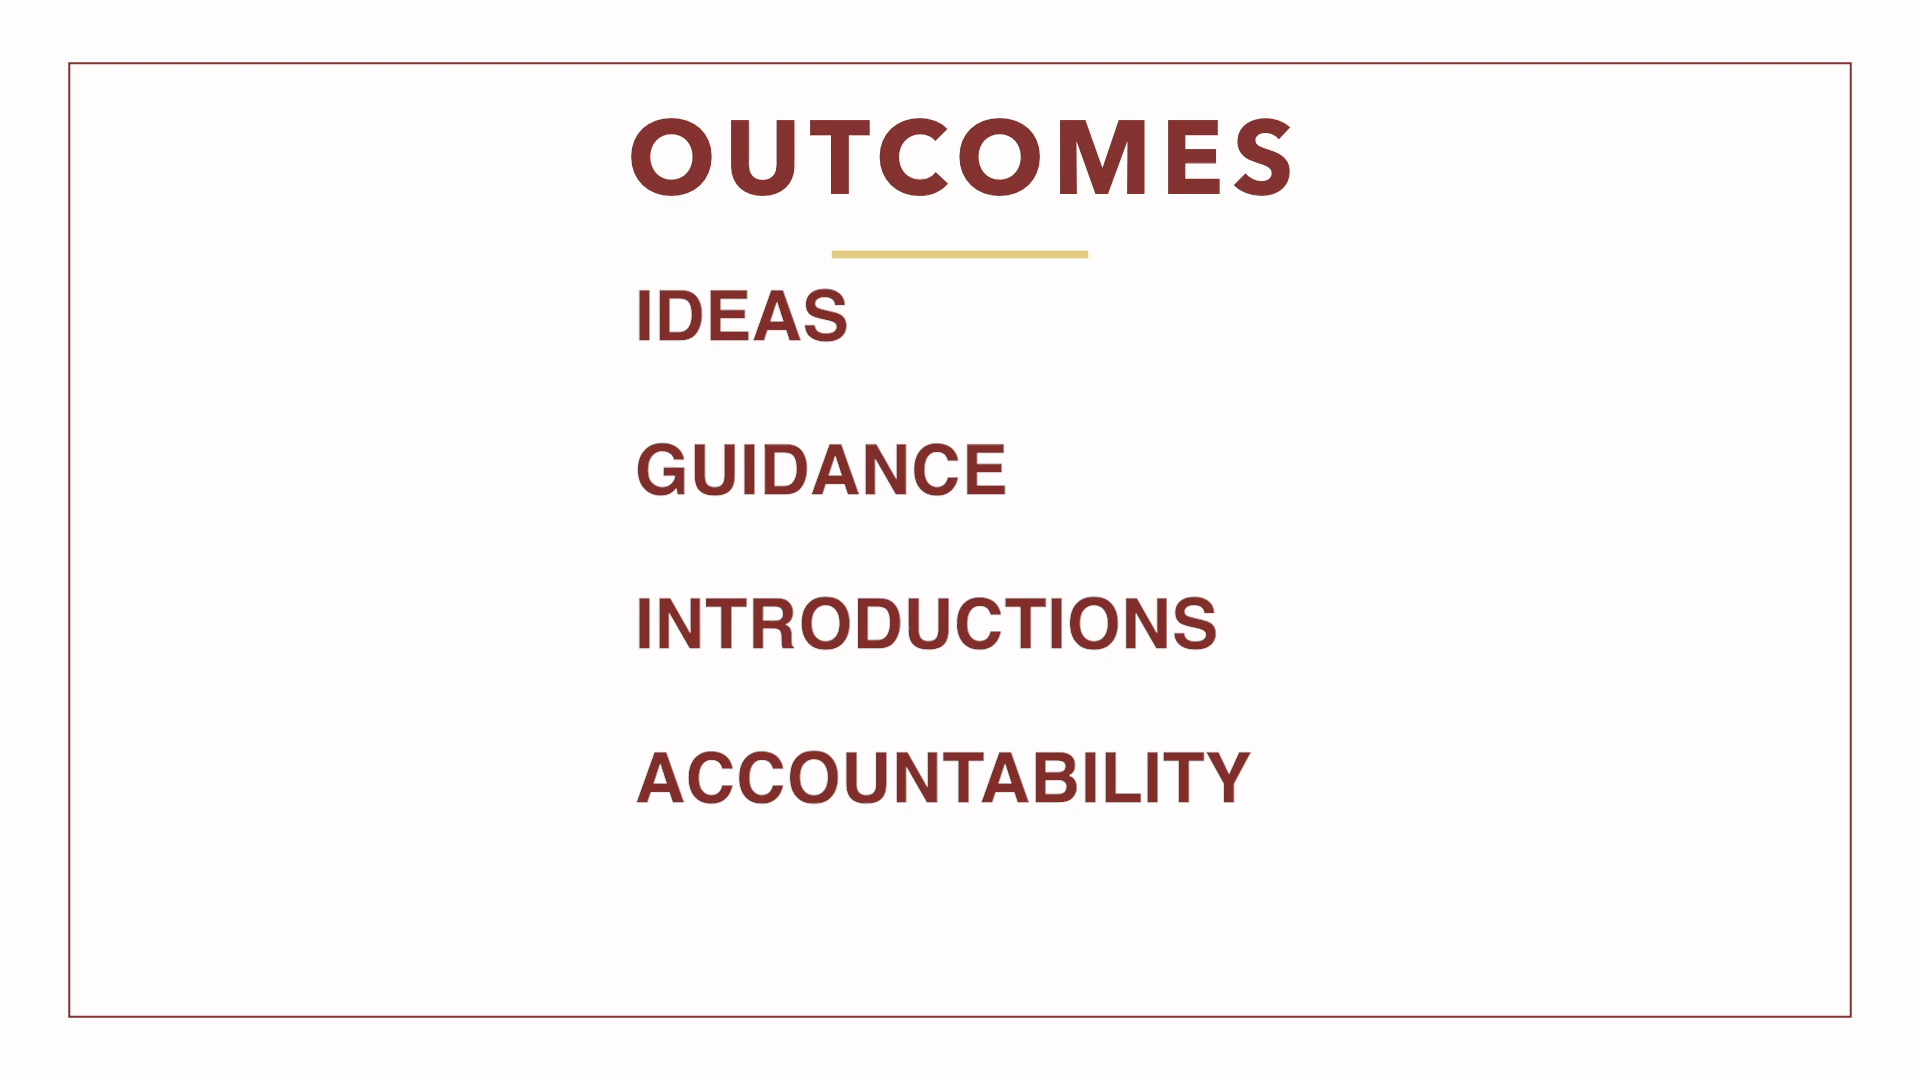 OUTCOMES
IDEAS
GUIDANCE
INTRODUCTIONS
ACCOUNTABILITY